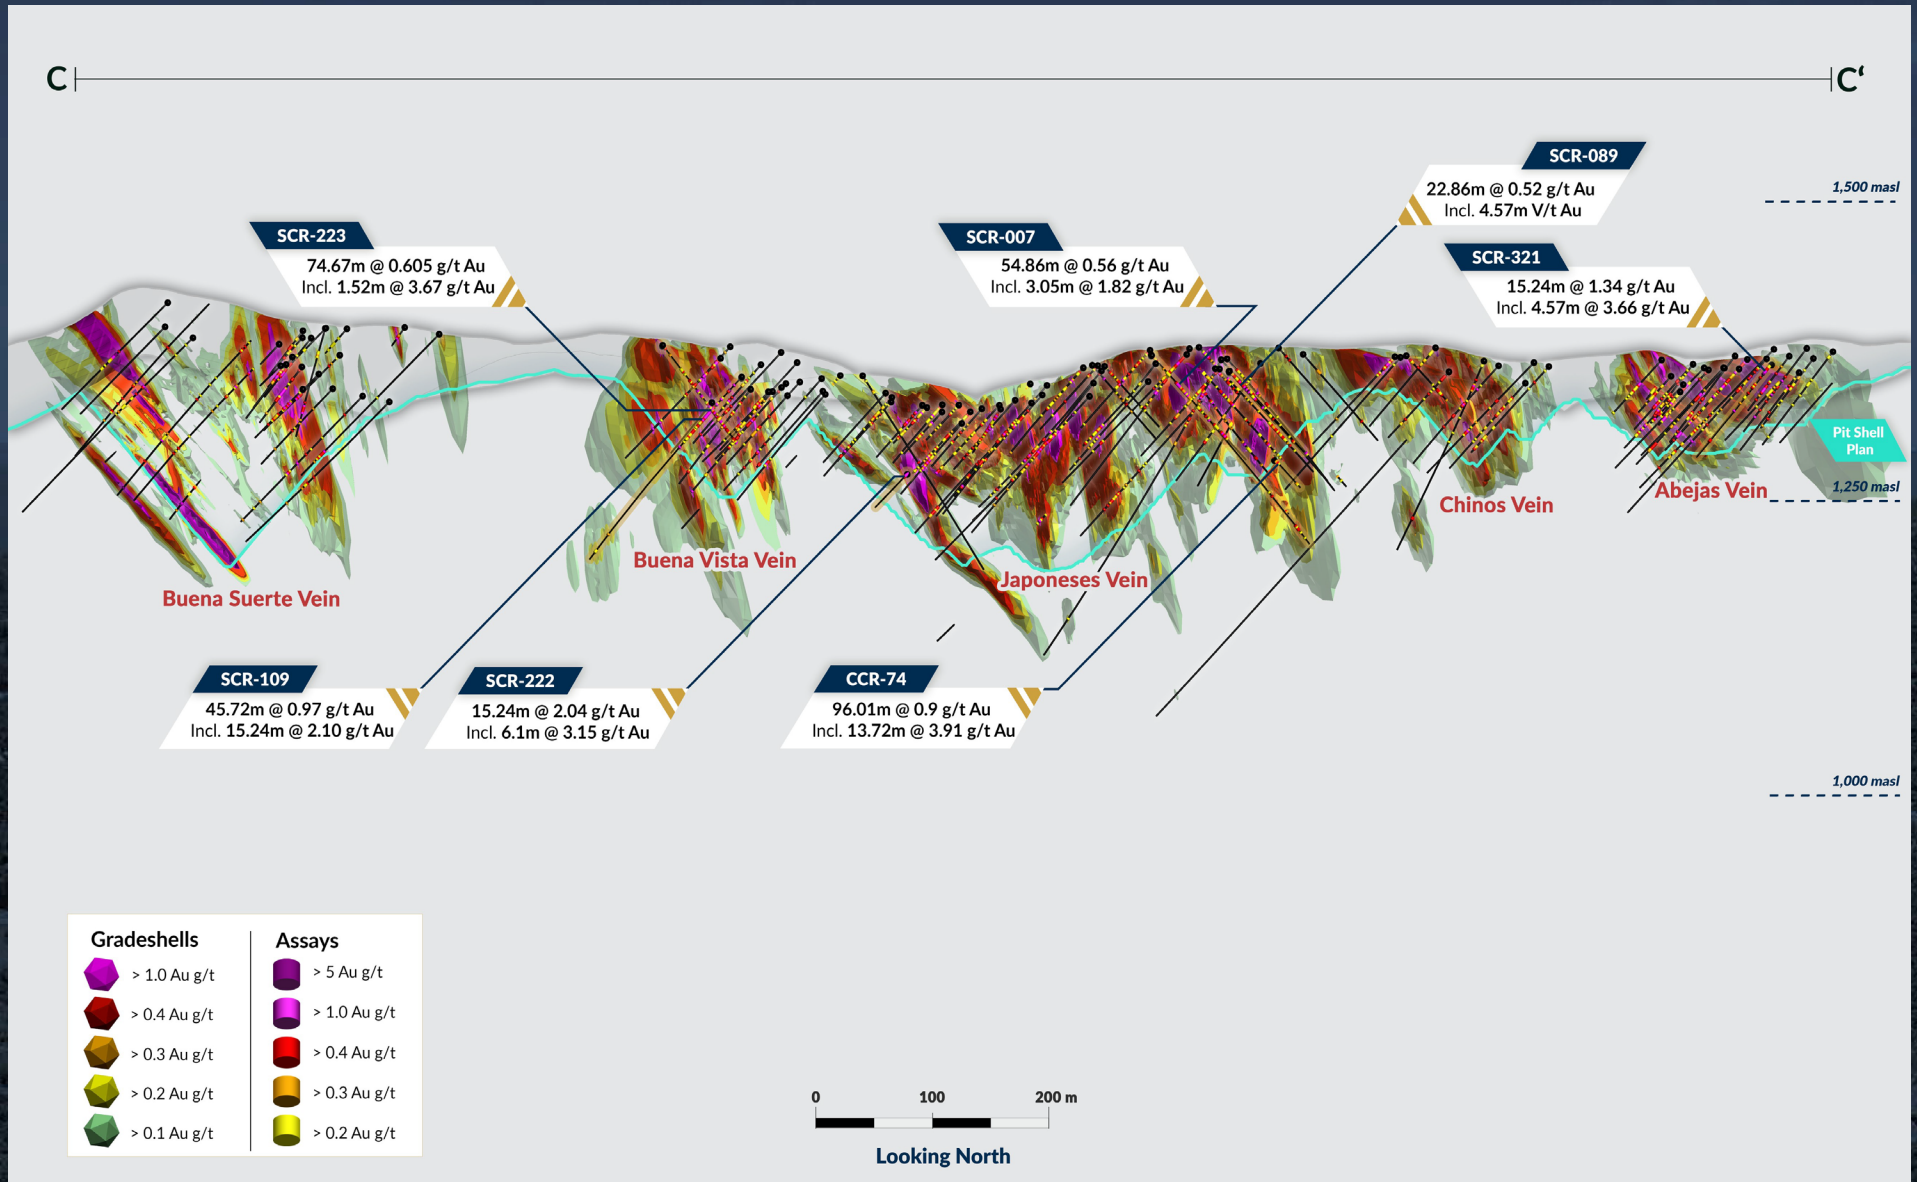 C
C‘
SCR-089
22.86m @ 0.52 g/t Au
Incl. 4.57m V/t Au
1,500 masl
SCR-223
74.67m @ 0.605 g/t Au
Incl. 1.52m @ 3.67 g/t Au
SCR-007
54.86m @ 0.56 g/t Au
Incl. 3.05m @ 1.82 g/t Au
SCR-321
15.24m @ 1.34 g/t Au
Incl. 4.57m @ 3.66 g/t Au
Pit Shell
Plan
1,250 masl
Abejas Vein
Chinos Vein
Buena Vista Vein
Japoneses Vein
Buena Suerte Vein
SCR-109
45.72m @ 0.97 g/t Au
Incl. 15.24m @ 2.10 g/t Au
SCR-222
15.24m @ 2.04 g/t Au
Incl. 6.1m @ 3.15 g/t Au
CCR-74
96.01m @ 0.9 g/t Au
Incl. 13.72m @ 3.91 g/t Au
1,000 masl
Gradeshells
> 1.0 Au g/t
> 0.4 Au g/t
> 0.3 Au g/t
> 0.2 Au g/t
> 0.1 Au g/t
Assays
> 5 Au g/t
> 1.0 Au g/t
> 0.4 Au g/t
> 0.3 Au g/t
> 0.2 Au g/t
0 100 200 m
Looking North